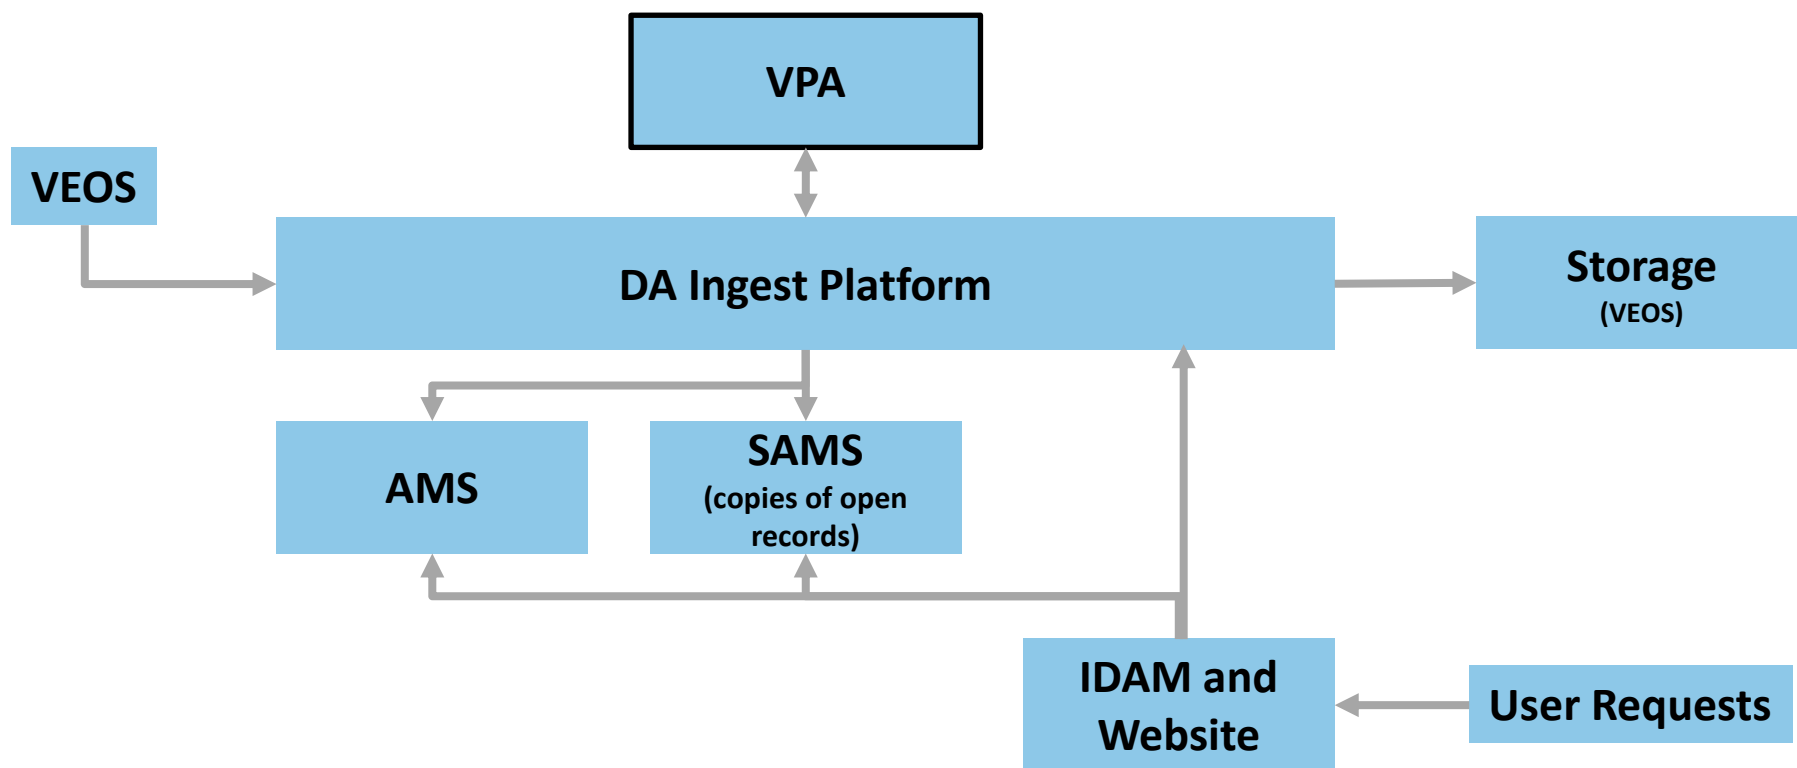 VPA
VEOS
DA Ingest Platform
Storage
(VEOS)
AMS
SAMS
(copies of open
records)
IDAM and
Website
User Requests